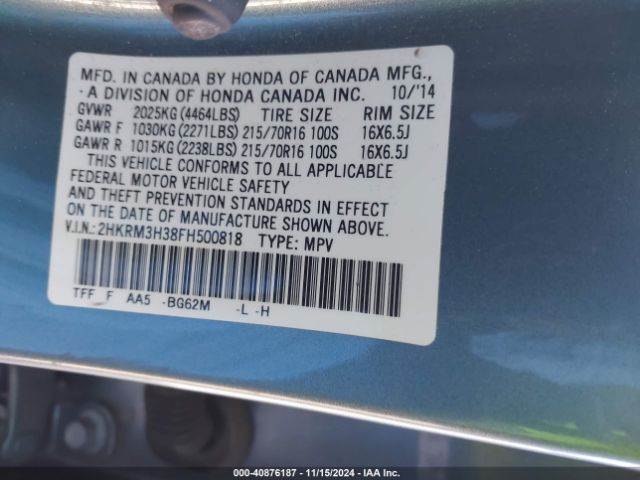 MFD. IN CANADA BY HONDA OF CANADA MFG.,
- A DIVISION OF HONDA CANADA INC. 10/'14
GVWR 2025KG (4464LBS) TIRE SIZE RIM SIZE
GAWR F 1030KG (2271LBS) 215/70R16 100S 16X6.5J
GAWR R 1015KG (2238LBS) 215/70R16 100S 16X6.5J
THIS VEHICLE CONFORMS TO ALL APPLICABLE
FEDERAL MOTOR VEHICLE SAFETY
AND THEFT PREVENTION STANDARDS IN EFFECT
ON THE DATE OF MANUFACTURE SHOWN ABOVE.
V.I.N.: 2HKRM3H38FH500818 TYPE: MPV
TFF F AA5 -BG62M -L -H
© - 40876187 - 11/15/2024 - IAA Inc.